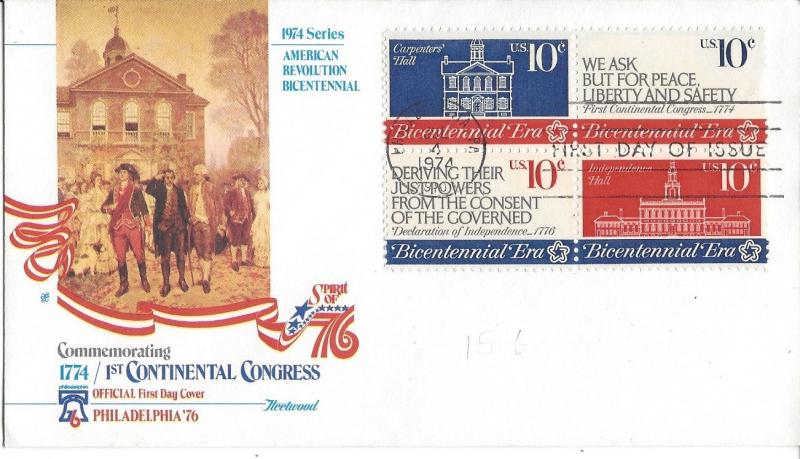 1974 Series
AMERICAN
REVOLUTION
BICENTENNIAL
SPIRIT
OF
76
Commemorating
1774 / 1ST CONTINENTAL CONGRESS
philadelphia
76
OFFICIAL First Day Cover
PHILADELPHIA '76
Fleetwood
Carpenters'
Hall
U.S. 10¢
Bicentennial Era
U.S. 10¢
WE ASK
BUT FOR PEACE,
LIBERTY AND SAFETY
First Continental Congress—1774
Bicentennial Era
4
1974
FIRST DAY OF ISSUE
U.S. 10¢
DERIVING THEIR
JUST POWERS
FROM THE CONSENT
OF THE GOVERNED
Declaration of Independence—1776
Bicentennial Era
Independence
Hall
U.S. 10¢
Bicentennial Era